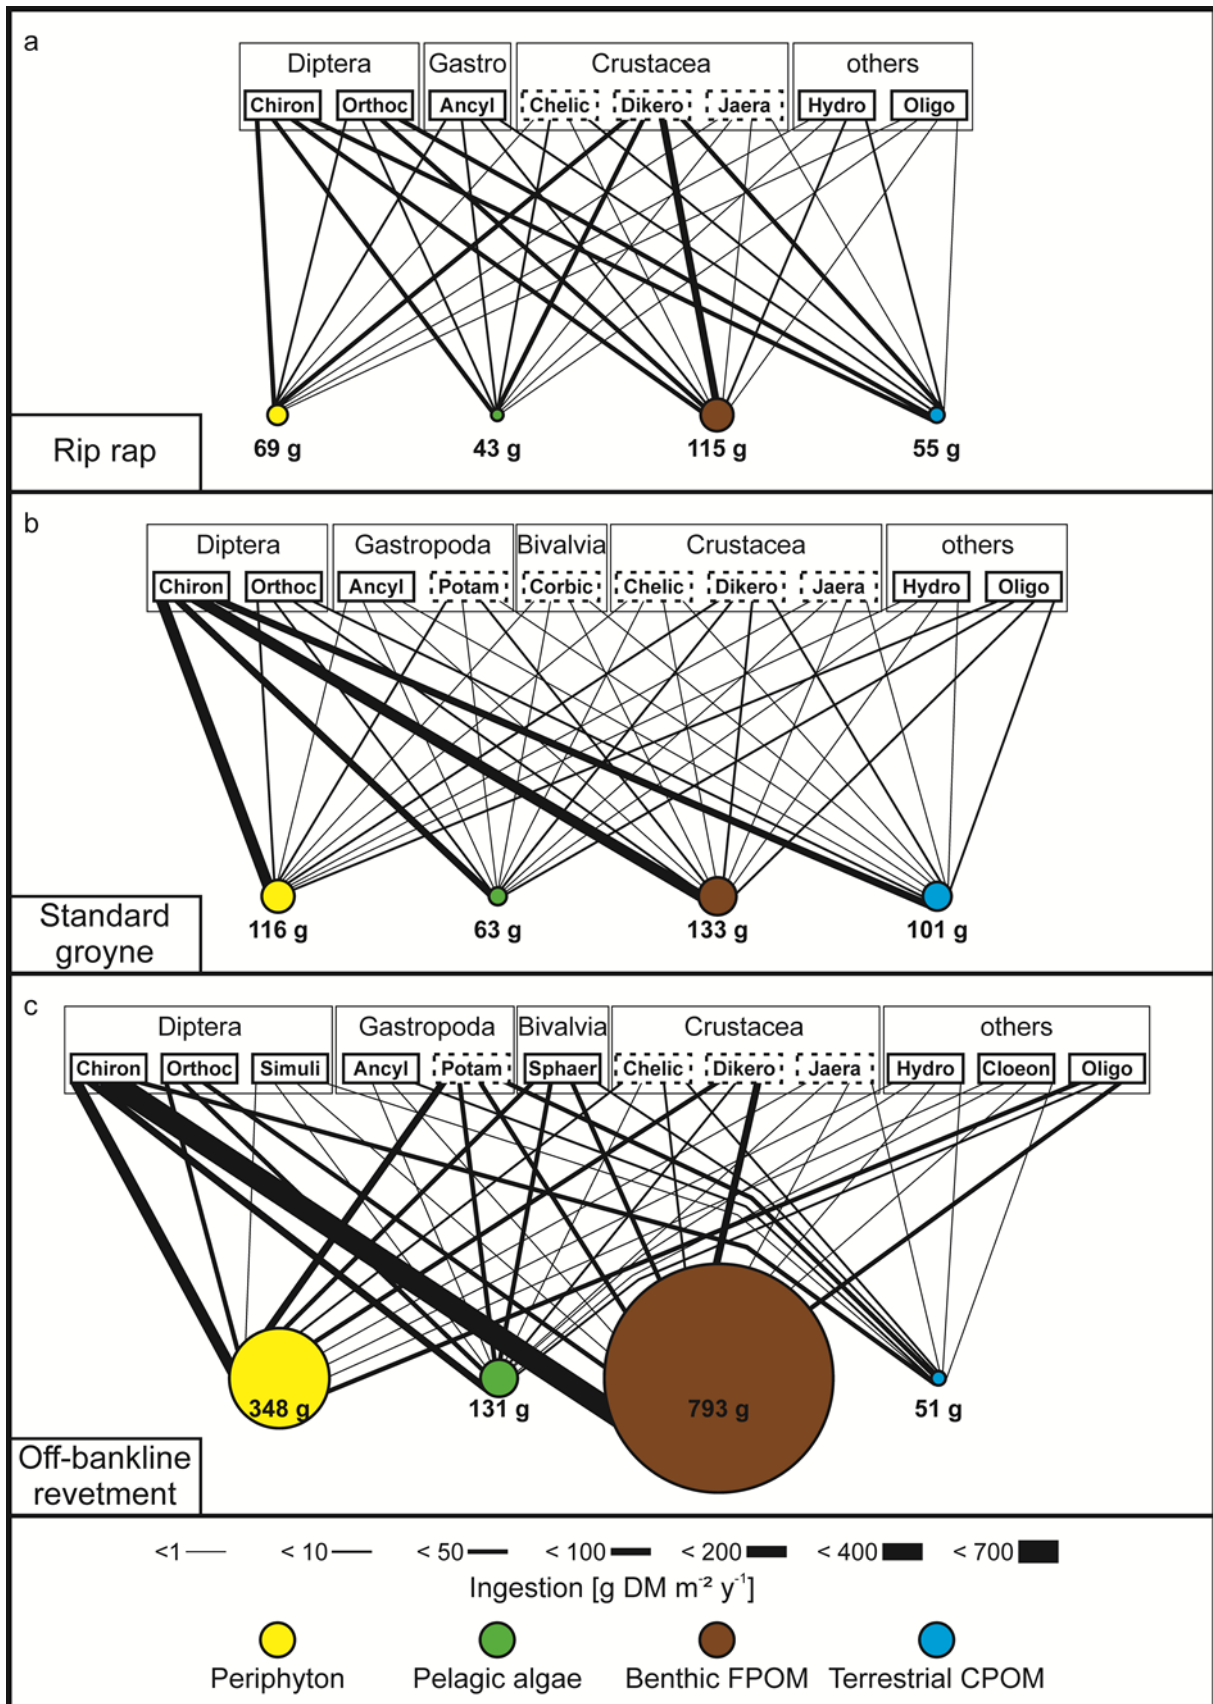 a
Diptera Gastro Crustacea others
Chiron Orthoc Ancyl Chelic Dikero Jaera Hydro Oligo
69 g 43 g 115 g 55 g
Rip rap
b
Diptera Gastropoda Bivalvia Crustacea others
Chiron Orthoc Ancyl Potam Corbic Chelic Dikero Jaera Hydro Oligo
116 g 63 g 133 g 101 g
Standard
groyne
c
Diptera Gastropoda Bivalvia Crustacea others
Chiron Orthoc Simuli Ancyl Potam Sphaer Chelic Dikero Jaera Hydro Cloeon Oligo
348 g 131 g 793 g 51 g
Off-bankline
revetment
<1 < 10 < 50 < 100 < 200 < 400 < 700
Ingestion [g DM m⁻² y⁻¹]
Periphyton Pelagic algae Benthic FPOM Terrestrial CPOM